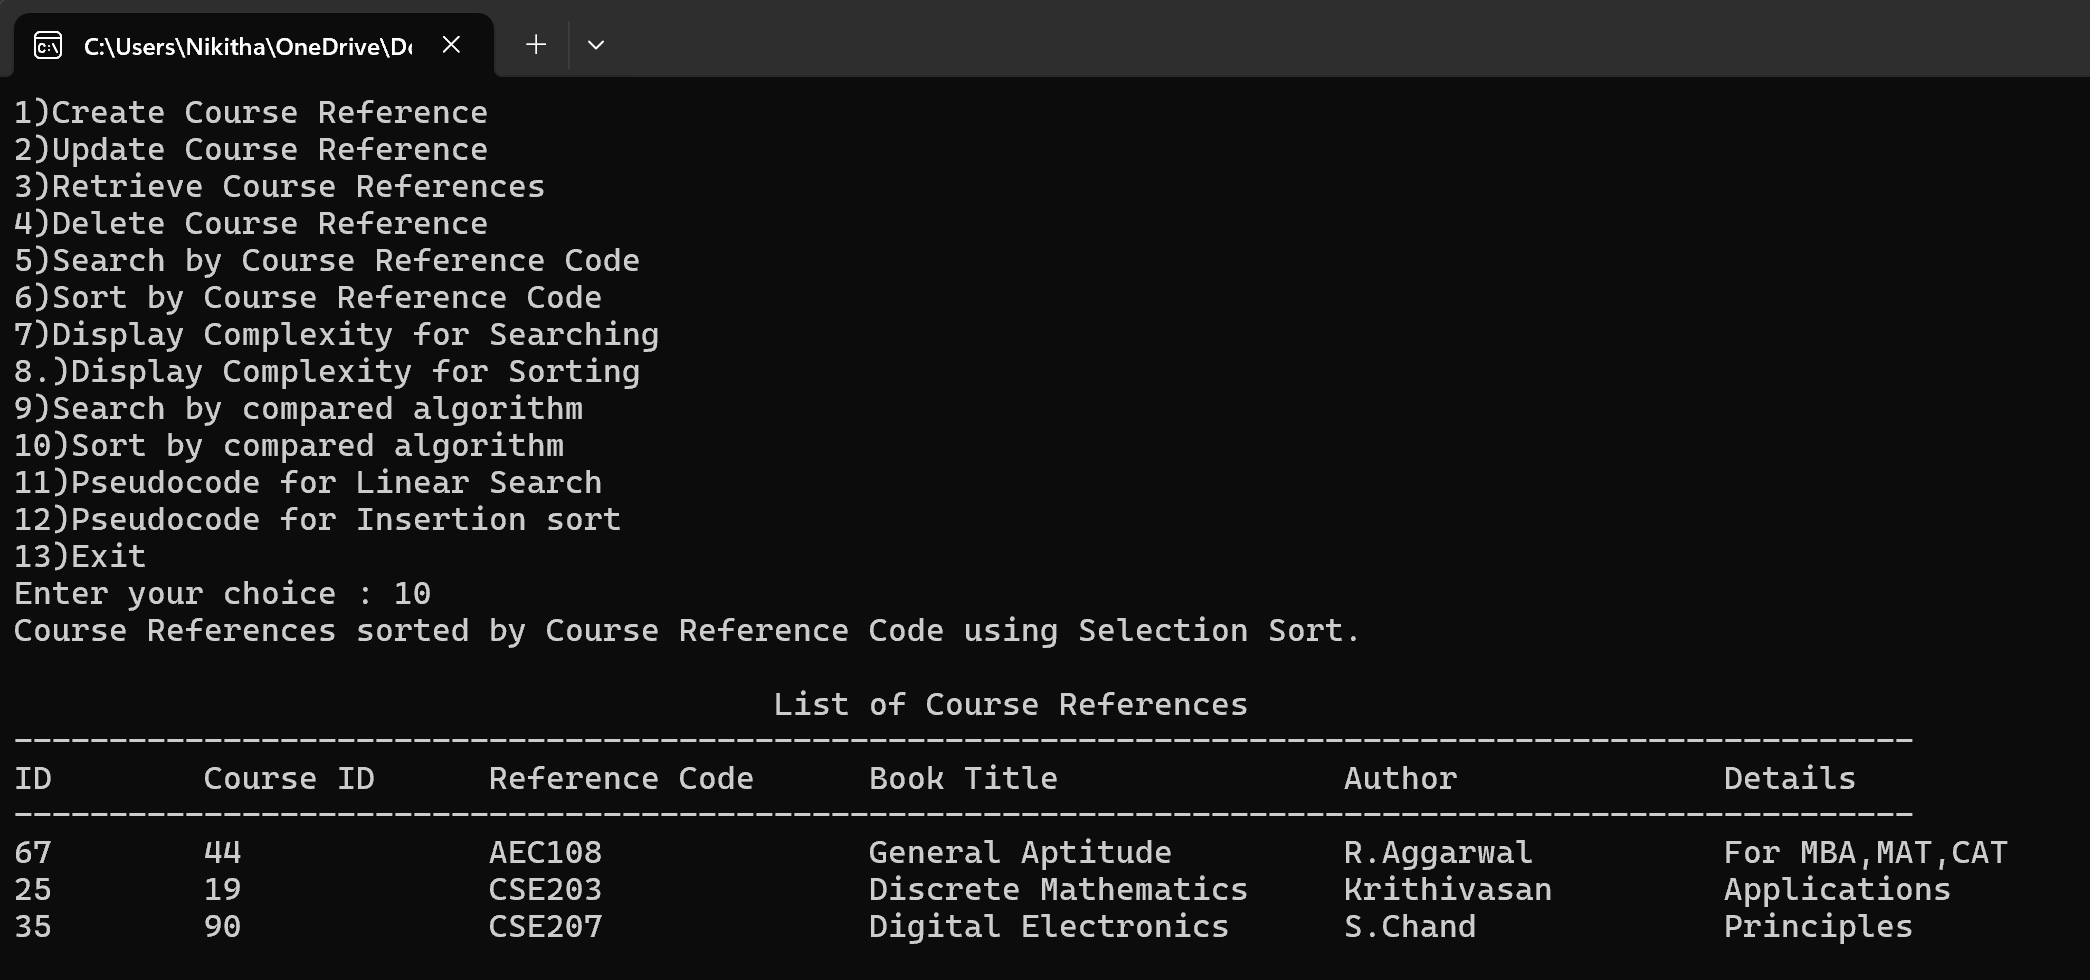 C:\Users\Nikitha\OneDrive\Do
1)Create Course Reference
2)Update Course Reference
3)Retrieve Course References
4)Delete Course Reference
5)Search by Course Reference Code
6)Sort by Course Reference Code
7)Display Complexity for Searching
8.)Display Complexity for Sorting
9)Search by compared algorithm
10)Sort by compared algorithm
11)Pseudocode for Linear Search
12)Pseudocode for Insertion sort
13)Exit
Enter your choice : 10
Course References sorted by Course Reference Code using Selection Sort.
List of Course References
----------------------------------------------------------------------------------------------------
ID Course ID Reference Code Book Title Author Details
----------------------------------------------------------------------------------------------------
67 44 AEC108 General Aptitude R.Aggarwal For MBA,MAT,CAT
25 19 CSE203 Discrete Mathematics Krithivasan Applications
35 90 CSE207 Digital Electronics S.Chand Principles